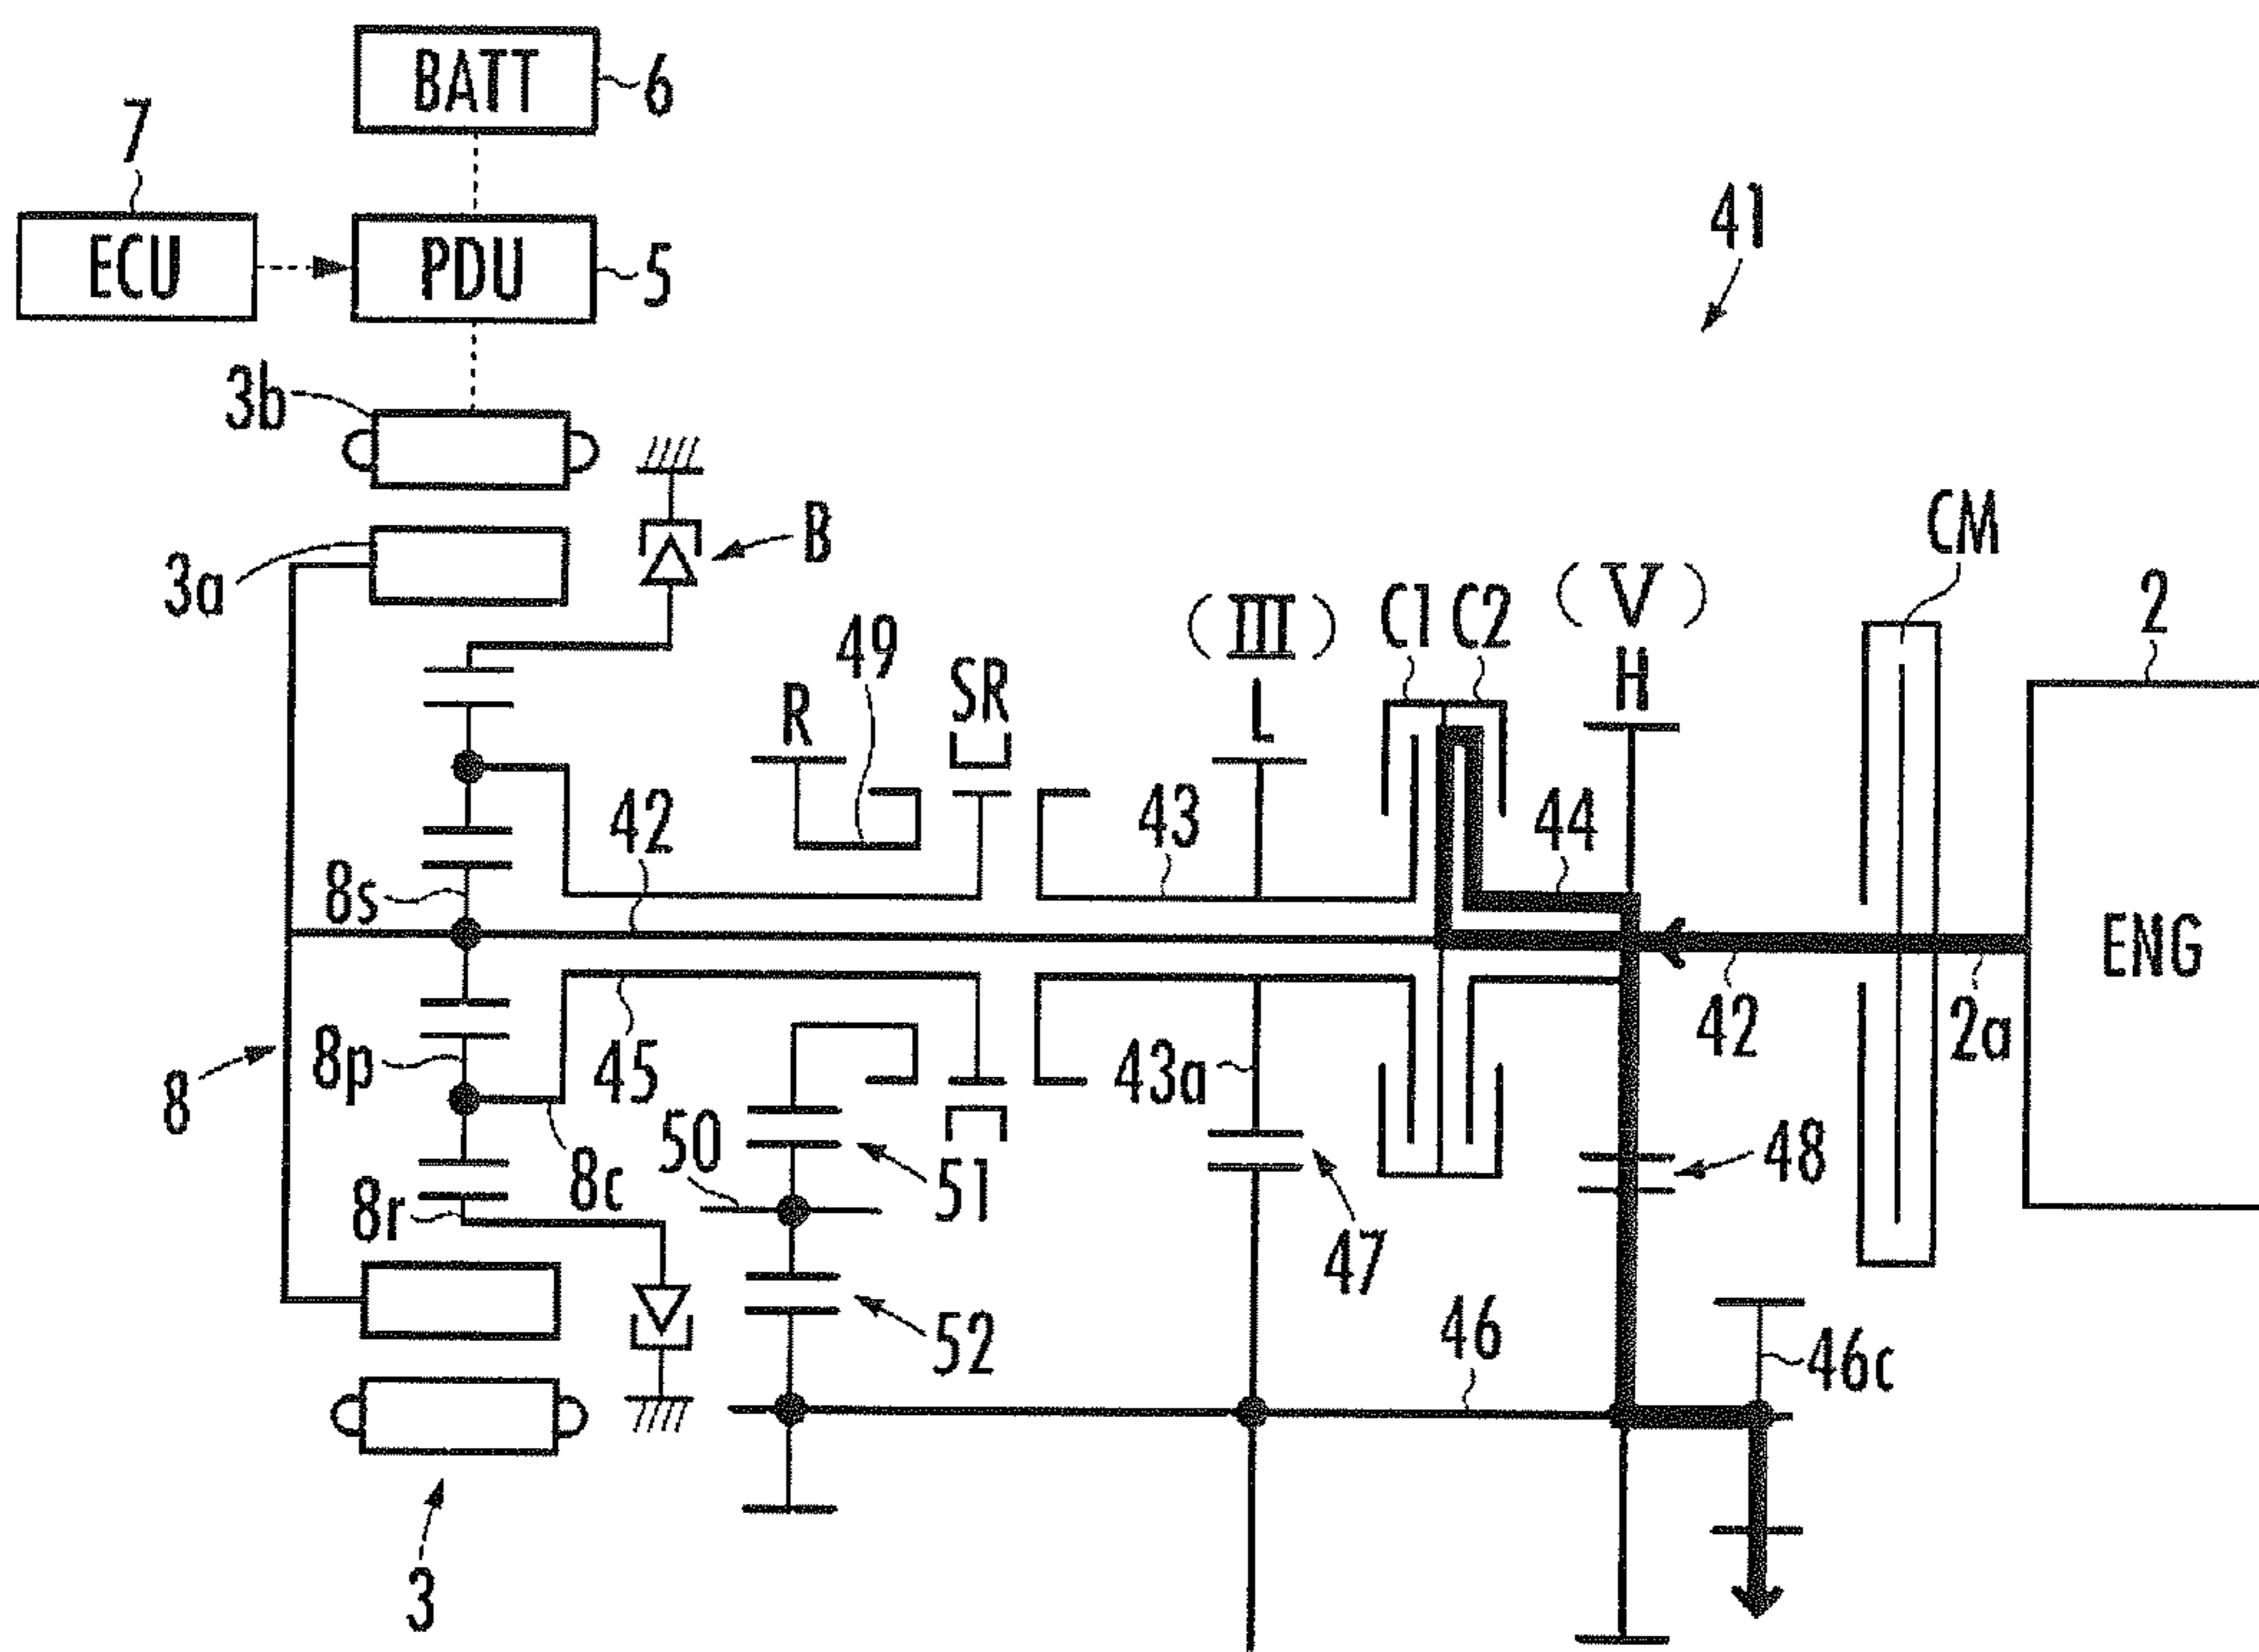 BATT
6
7
ECU
PDU
5
41
3b
3a
B
CM
2
(III)
C1
C2
(V)
49
SR
R
L
H
42
43
44
8s
ENG
42
2a
8p
45
43a
8
50
8c
51
48
8r
47
52
46
46c
3